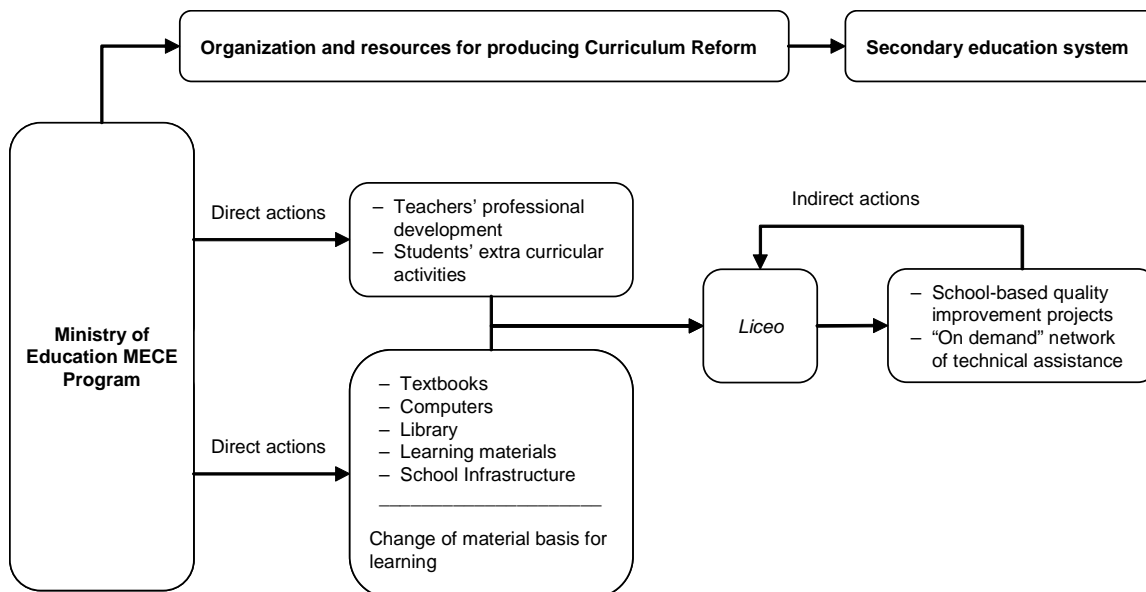 Organization and resources for producing Curriculum Reform
Secondary education system
Ministry of
Education MECE
Program
Direct actions
– Teachers’ professional
development
– Students’ extra curricular
activities
Direct actions
– Textbooks
– Computers
– Library
– Learning materials
– School Infrastructure
Change of material basis for
learning
Liceo
Indirect actions
– School-based quality
improvement projects
– “On demand” network
of technical assistance